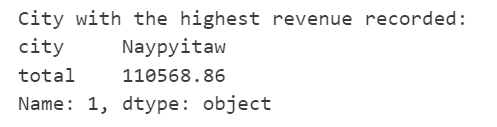 City with the highest revenue recorded:
city     Naypyitaw
total    110568.86
Name: 1, dtype: object